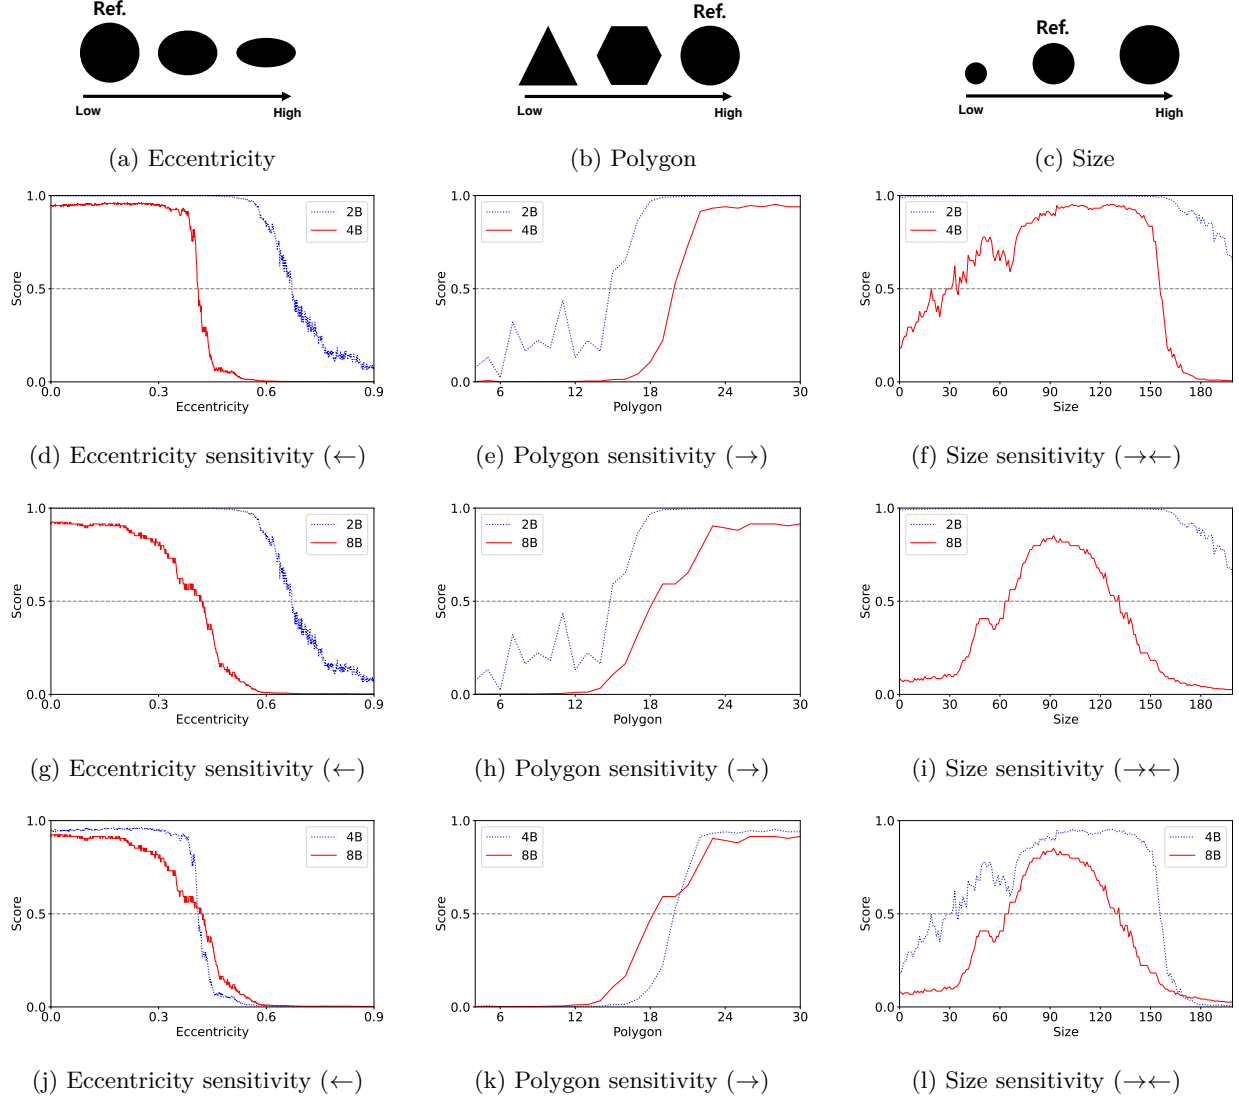 Ref.
Low
High
(a) Eccentricity
Ref.
Low
High
(b) Polygon
Ref.
Low
High
(c) Size
1.0
0.5
0.0
Score
2B
4B
0.0 0.3 0.6 0.9
Eccentricity
(d) Eccentricity sensitivity (←)
1.0
0.5
0.0
Score
2B
4B
6 12 18 24 30
Polygon
(e) Polygon sensitivity (→)
1.0
0.5
0.0
Score
2B
4B
0 30 60 90 120 150 180
Size
(f) Size sensitivity (→←)
1.0
0.5
0.0
Score
2B
8B
0.0 0.3 0.6 0.9
Eccentricity
(g) Eccentricity sensitivity (←)
1.0
0.5
0.0
Score
2B
8B
6 12 18 24 30
Polygon
(h) Polygon sensitivity (→)
1.0
0.5
0.0
Score
2B
8B
0 30 60 90 120 150 180
Size
(i) Size sensitivity (→←)
1.0
0.5
0.0
Score
4B
8B
0.0 0.3 0.6 0.9
Eccentricity
(j) Eccentricity sensitivity (←)
1.0
0.5
0.0
Score
4B
8B
6 12 18 24 30
Polygon
(k) Polygon sensitivity (→)
1.0
0.5
0.0
Score
4B
8B
0 30 60 90 120 150 180
Size
(l) Size sensitivity (→←)